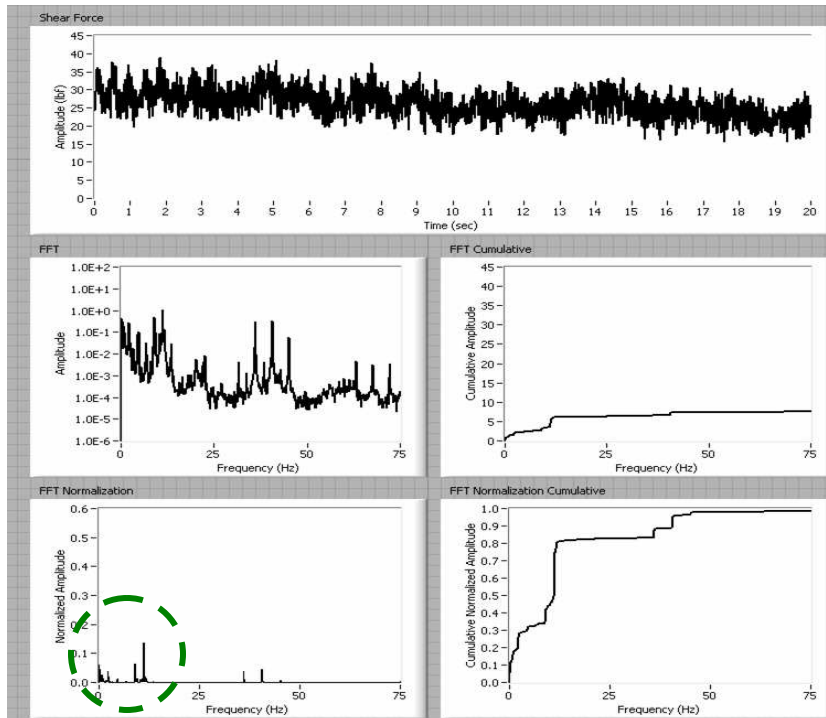 Shear Force
45
40
35
30
25
20
15
10
5
0
Amplitude (lbf)
0 1 2 3 4 5 6 7 8 9 10 11 12 13 14 15 16 17 18 19 20
Time (sec)
FFT
1.0E+2
1.0E+1
1.0E+0
1.0E-1
1.0E-2
1.0E-3
1.0E-4
1.0E-5
1.0E-6
Amplitude
0 25 50 75
Frequency (Hz)
FFT Cumulative
45
40
35
30
25
20
15
10
5
0
Cumulative Amplitude
0 25 50 75
Frequency (Hz)
FFT Normalization
0.6
0.5
0.4
0.3
0.2
0.1
0.0
Normalized Amplitude
0 25 50 75
Frequency (Hz)
FFT Normalization Cumulative
1.0
0.9
0.8
0.7
0.6
0.5
0.4
0.3
0.2
0.1
0.0
Cumulative Normalized Amplitude
0 25 50 75
Frequency (Hz)